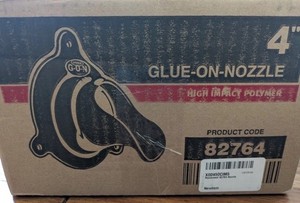 4"
G-O-N
GLUE-ON-NOZZLE
HIGH IMPACT POLYMER
PRODUCT CODE
82764